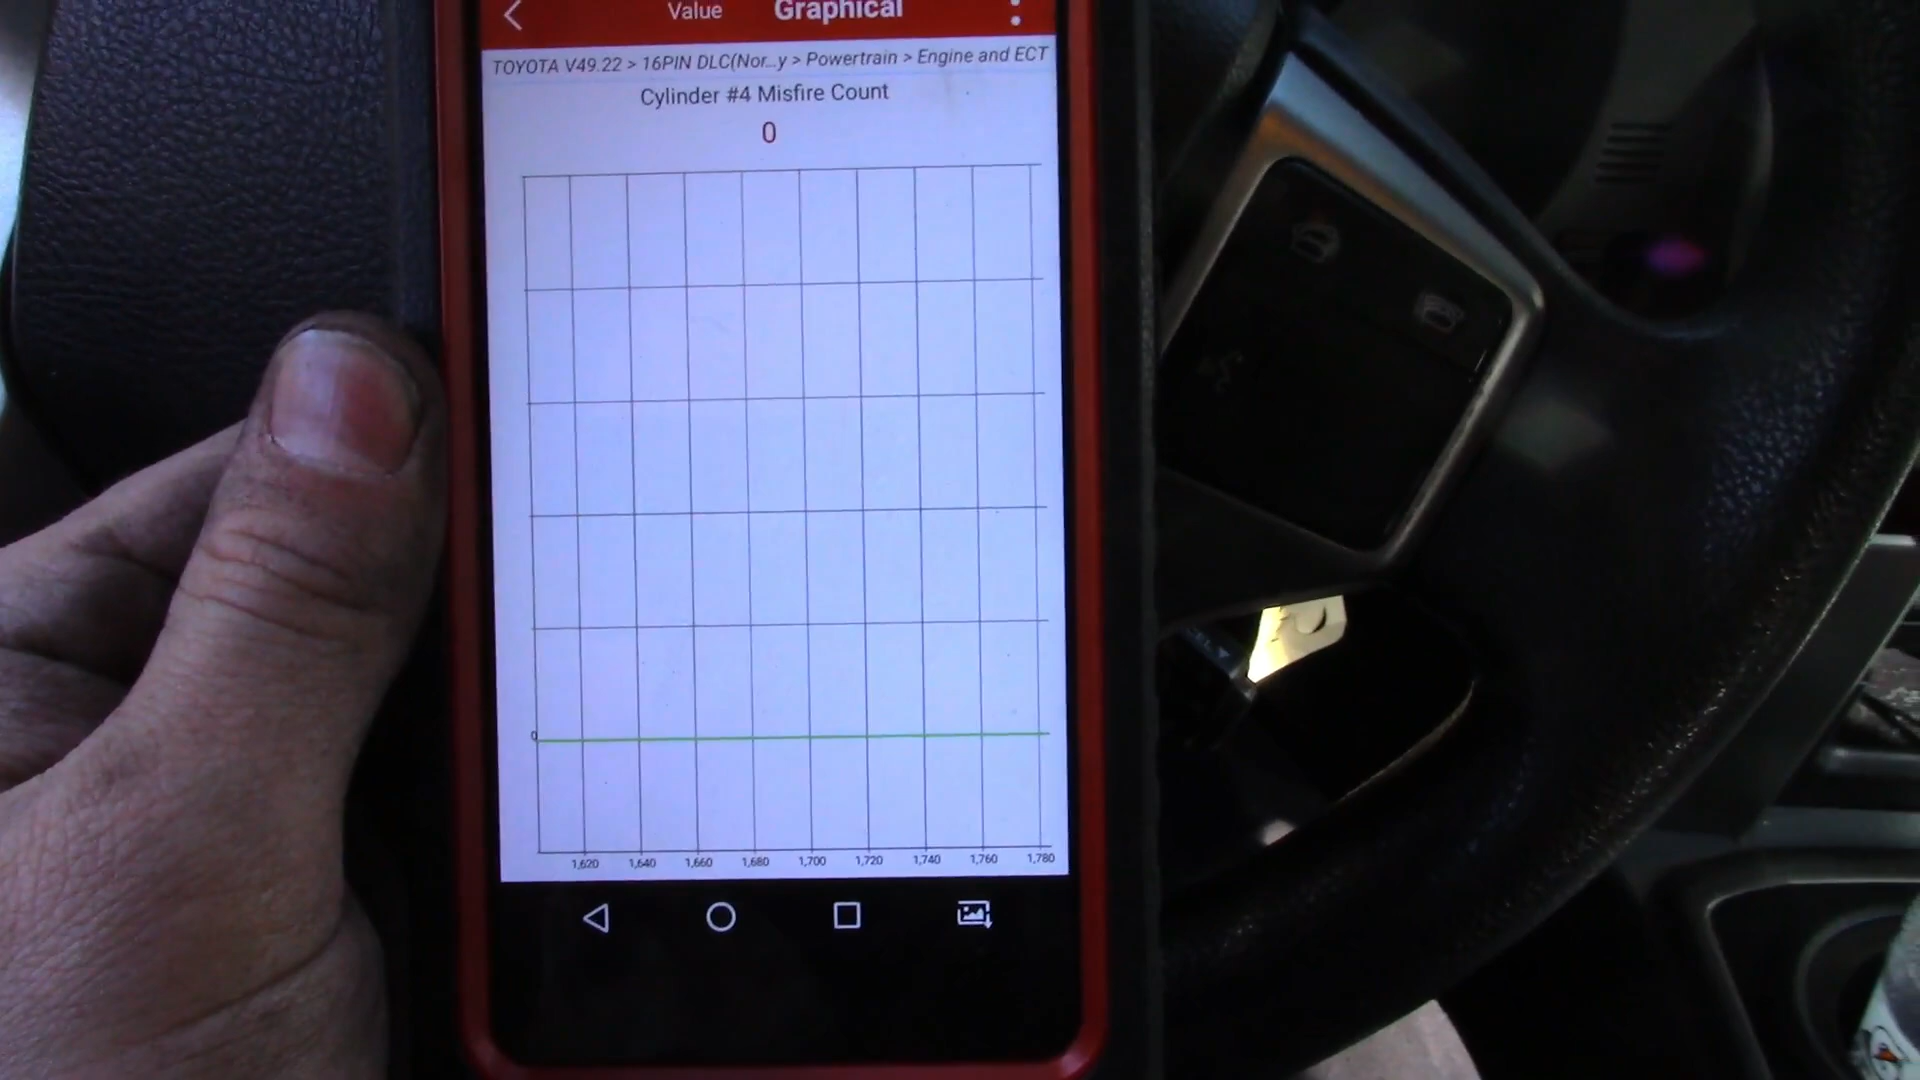 Value Graphical
TOYOTA V49.22 > 16PIN DLC(Nor...y > Powertrain > Engine and ECT
Cylinder #4 Misfire Count
0
0
1,620 1,640 1,660 1,680 1,700 1,720 1,740 1,760 1,780